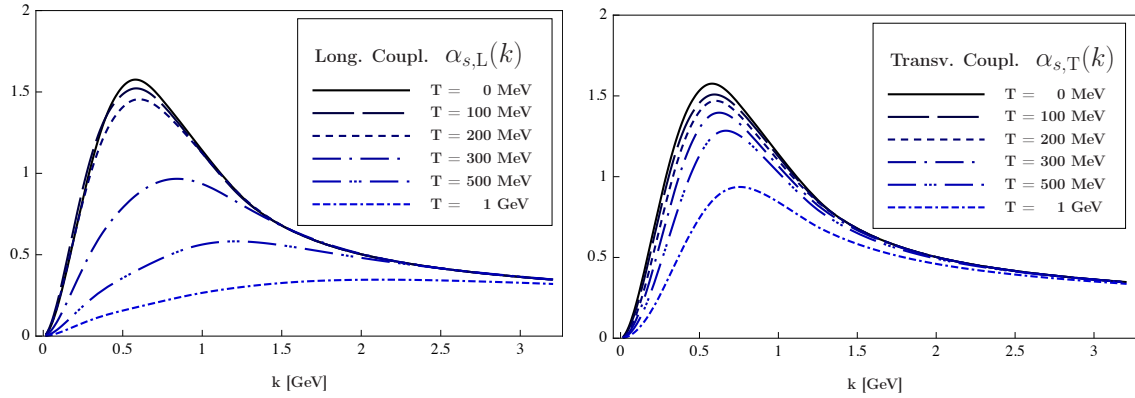 2
1.5
1
0.5
0
0 0.5 1 1.5 2 2.5 3
k [GeV]
Long. Coupl. α_{s,L}(k)
T = 0 MeV
T = 100 MeV
T = 200 MeV
T = 300 MeV
T = 500 MeV
T = 1 GeV
2
1.5
1
0.5
0
0 0.5 1 1.5 2 2.5 3
k [GeV]
Transv. Coupl. α_{s,T}(k)
T = 0 MeV
T = 100 MeV
T = 200 MeV
T = 300 MeV
T = 500 MeV
T = 1 GeV